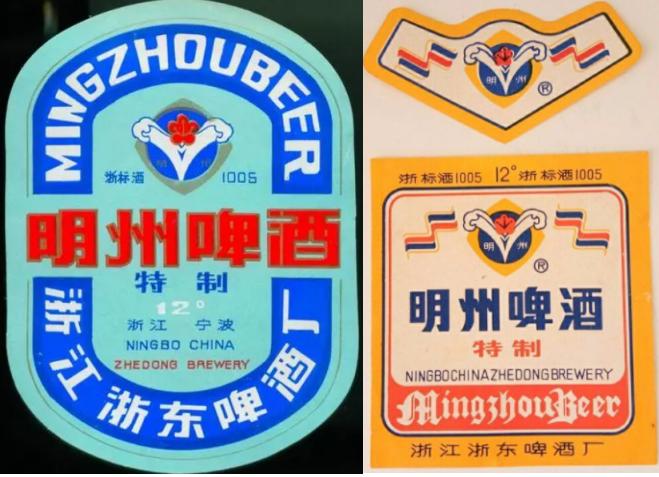 MINGZHOUBEER
明 州
浙标酒 1005
明州啤酒
特制
12°
浙江 宁波
NINGBO CHINA
ZHEDONG BREWERY
浙江浙东啤酒厂
明 州
®
浙标酒1005 12° 浙标酒1005
明 州
®
明州啤酒
特制
NINGBOCHINAZHEDONGBREWERY
MingzhouBeer
浙江浙东啤酒厂